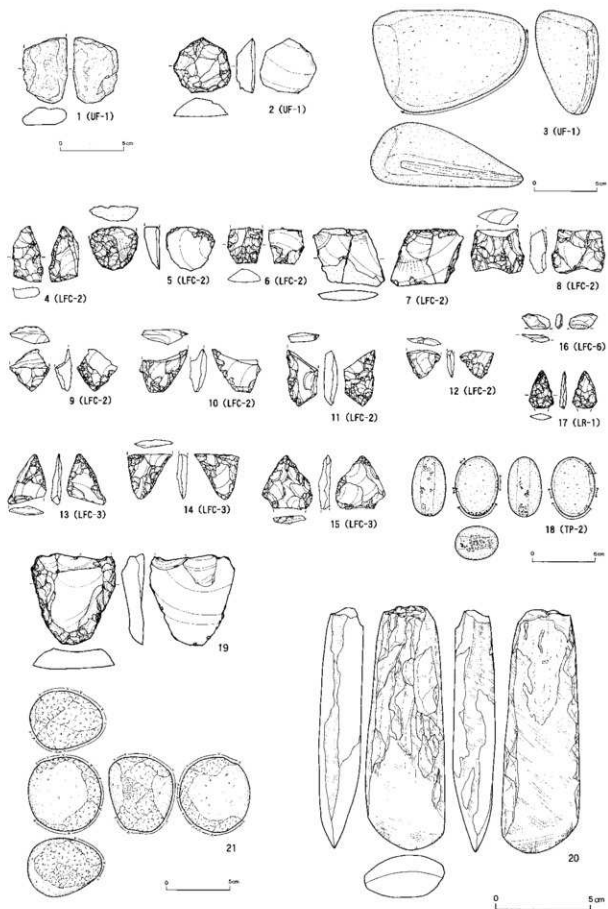 1 (UF-1)
2 (UF-1)
3 (UF-1)
0 5cm
0 5cm
4 (LFC-2)
5 (LFC-2)
6 (LFC-2)
7 (LFC-2)
8 (LFC-2)
9 (LFC-2)
10 (LFC-2)
11 (LFC-2)
12 (LFC-2)
16 (LFC-6)
17 (LR-1)
13 (LFC-3)
14 (LFC-3)
15 (LFC-3)
18 (TP-2)
0 5cm
19
20
21
0 5cm
0 5cm